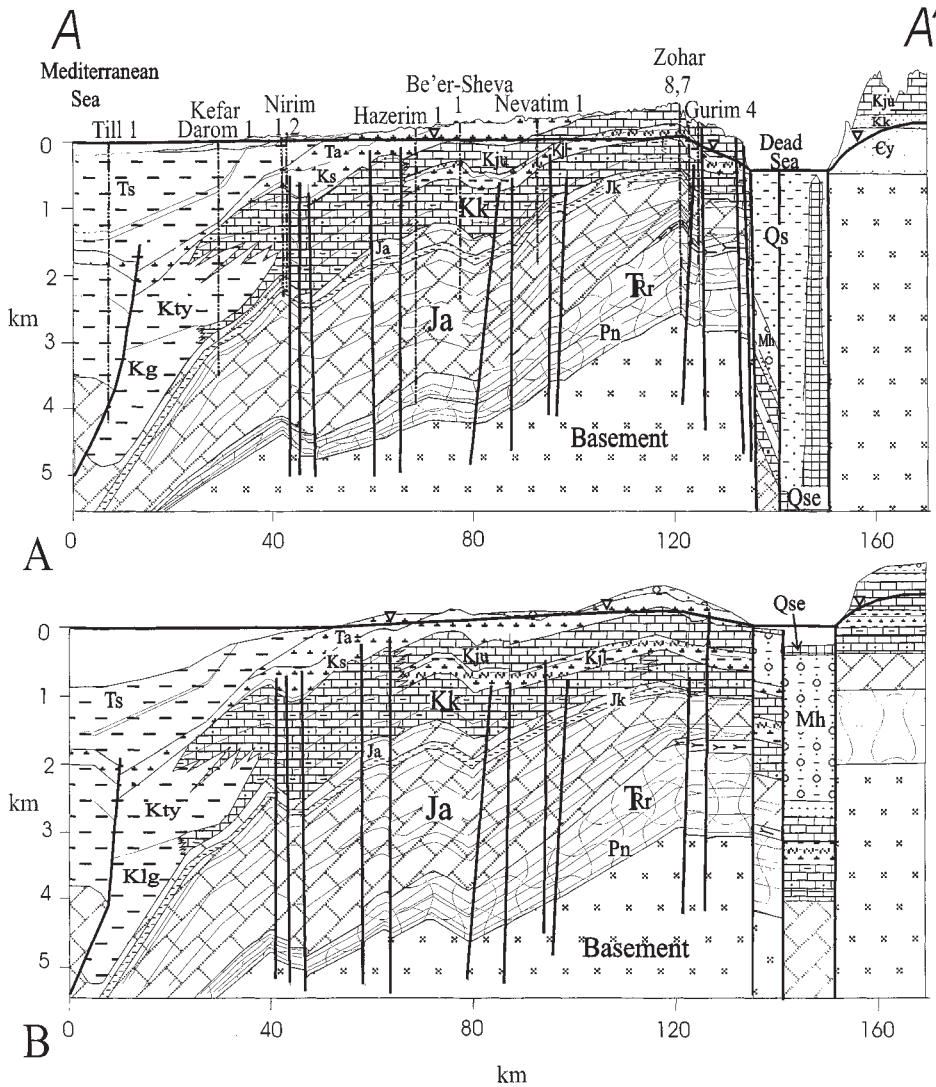 A A'
Mediterranean
Sea
Till 1
Kefar
Darom 1
Nirim
1,2
Hazerim 1
Be'er-Sheva
1
Nevatim 1
Zohar
8,7
Gurim 4
Dead
Sea
Kju
Kk
Єy
0
1
2
3
4
5
km
Ts
Ta
Ks
Kju
Kjl
Kk
Jk
Ja
Kty
Kg
Ja
TRr
Pn
Basement
Qs
Mh
Qse
0 40 80 120 160
A
0
1
2
3
4
5
km
Ts
Ta
Ks
Kju
Kjl
Kk
Jk
Ja
Kty
Klg
Ja
TRr
Pn
Basement
Qse
Mh
0 40 80 120 160
B
km